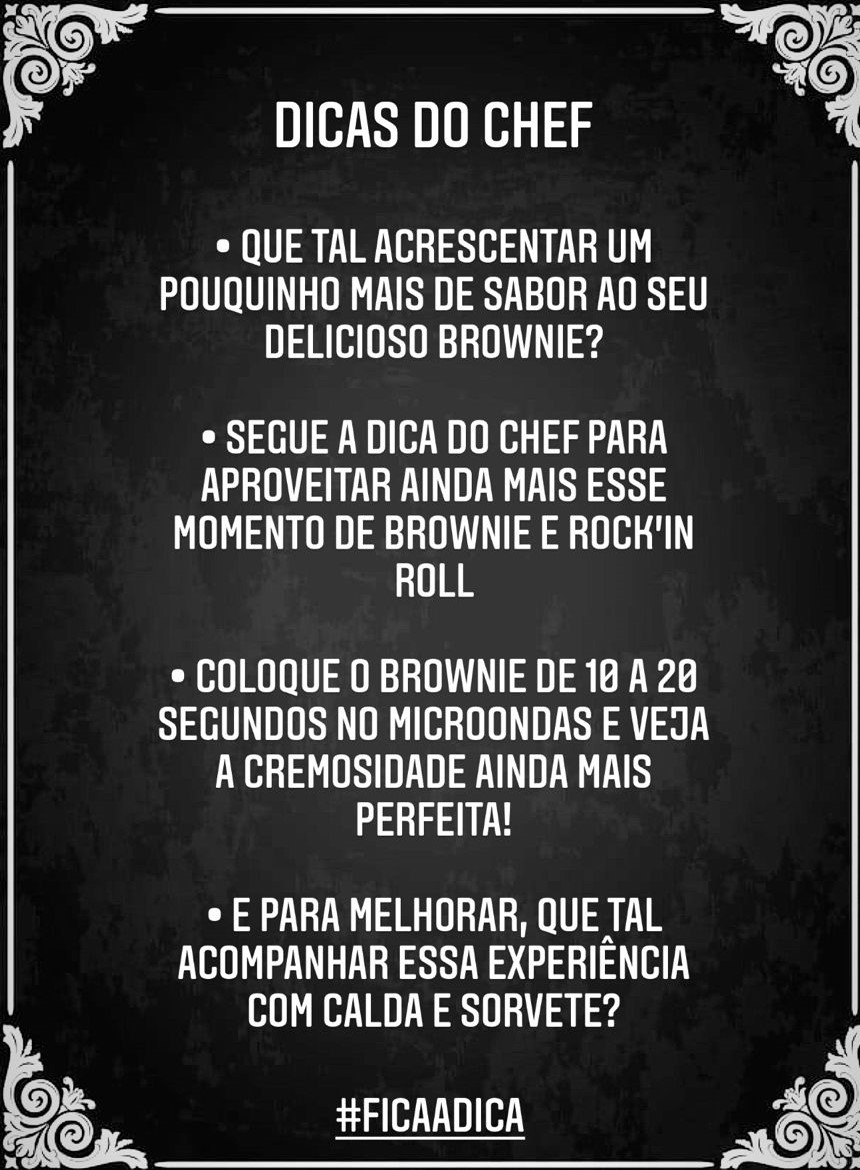 DICAS DO CHEF
• QUE TAL ACRESCENTAR UM
POUQUINHO MAIS DE SABOR AO SEU
DELICIOSO BROWNIE?
• SEGUE A DICA DO CHEF PARA
APROVEITAR AINDA MAIS ESSE
MOMENTO DE BROWNIE E ROCK'IN
ROLL
• COLOQUE O BROWNIE DE 10 A 20
SEGUNDOS NO MICROONDAS E VEJA
A CREMOSIDADE AINDA MAIS
PERFEITA!
• E PARA MELHORAR, QUE TAL
ACOMPANHAR ESSA EXPERIÊNCIA
COM CALDA E SORVETE?
#FICAADICA